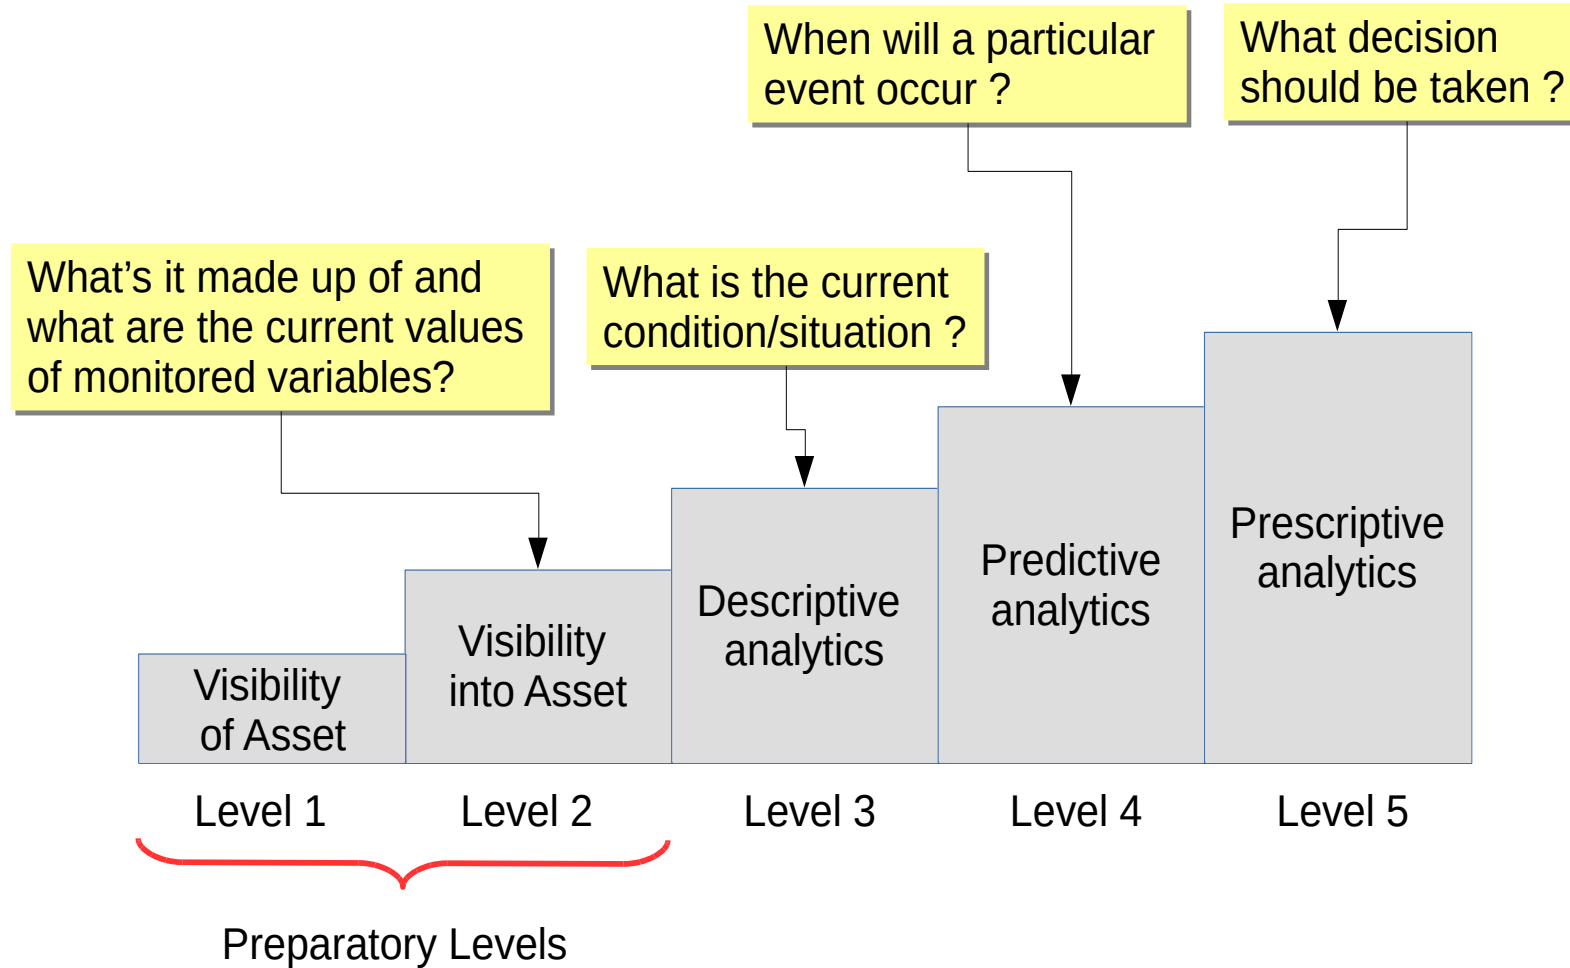 When will a particular
event occur ?
What decision
should be taken ?
What’s it made up of and
what are the current values
of monitored variables?
What is the current
condition/situation ?
Visibility
of Asset
Visibility
into Asset
Descriptive
analytics
Predictive
analytics
Prescriptive
analytics
Level 1
Level 2
Level 3
Level 4
Level 5
Preparatory Levels